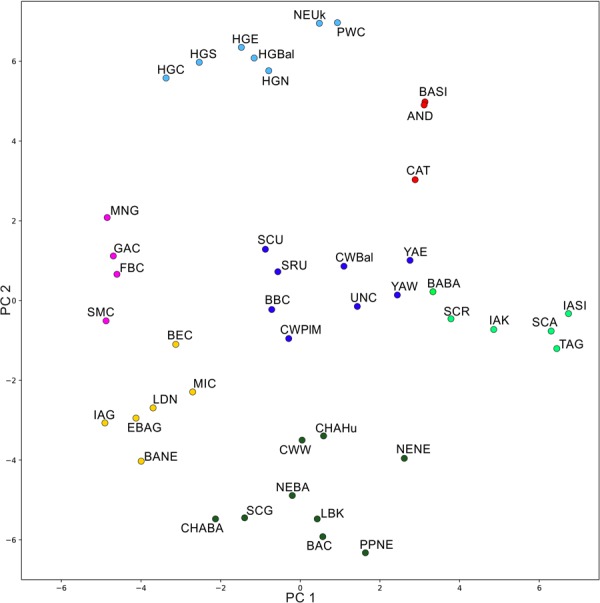 NEUk
PWC
HGE
HGS
HGBal
HGC
HGN
6
BASI
AND
4
CAT
MNG
2
SCU
YAE
GAC
CWBal
SRU
FBC
BABA
YAW
IASI
BBC
UNC
SCR
IAK
SCA
SMC
0
PC 2
CWPIM
BEC
TAG
−2
MIC
LDN
IAG
EBAG
CHAHu
−4
BANE
CWW
NENE
NEBA
SCG
LBK
CHABA
BAC
PPNE
−6
−6 −4 −2 0 2 4 6
PC 1